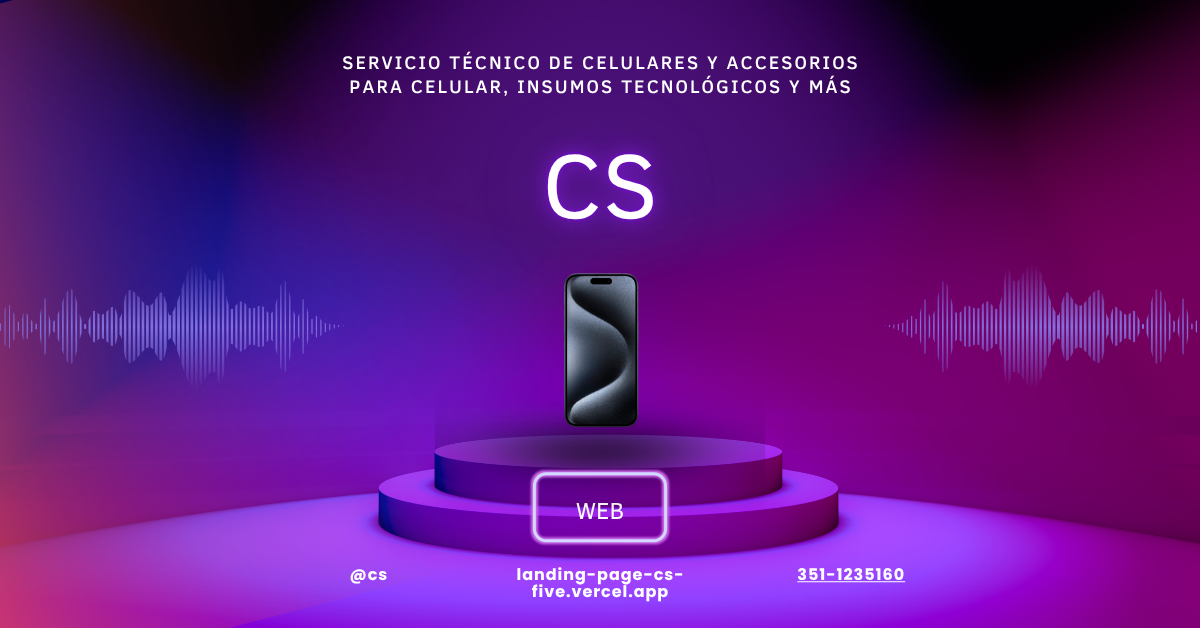 SERVICIO TÉCNICO DE CELULARES Y ACCESORIOS
PARA CELULAR, INSUMOS TECNOLÓGICOS Y MÁS
CS
WEB
@cs
landing-page-cs-
five.vercel.app
351-1235160